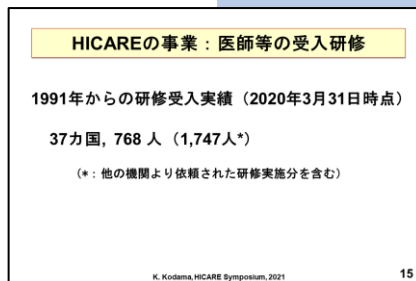 HICAREの事業：医師等の受入研修
1991年からの研修受入実績（2020年3月31日時点）
37カ国, 768 人（1,747人*）
（*：他の機関より依頼された研修実施分を含む）
K. Kodama, HICARE Symposium, 2021
15